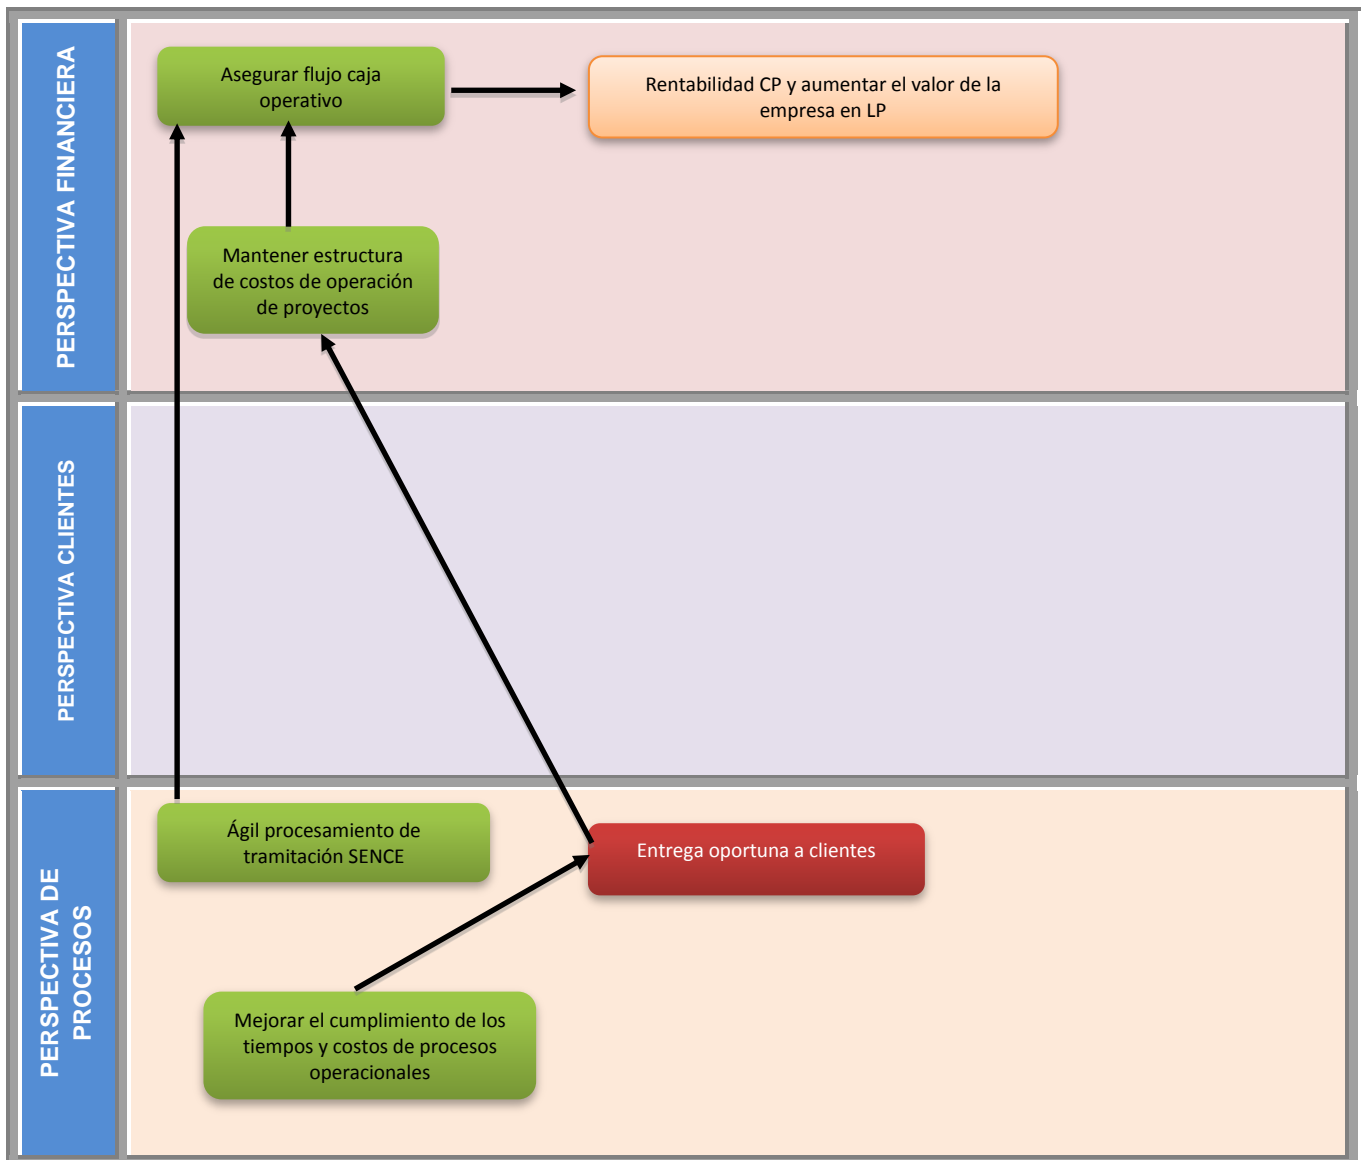 PERSPECTIVA FINANCIERA
Asegurar flujo caja
operativo
Rentabilidad CP y aumentar el valor de la
empresa en LP
Mantener estructura
de costos de operación
de proyectos
PERSPECTIVA CLIENTES
PERSPECTIVA DE
PROCESOS
Ágil procesamiento de
tramitación SENCE
Entrega oportuna a clientes
Mejorar el cumplimiento de los
tiempos y costos de procesos
operacionales